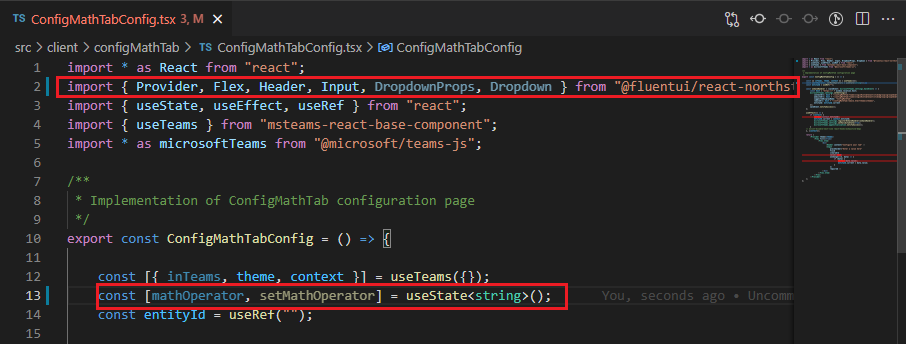 ConfigMathTabConfig.tsx 3, M
src > client > configMathTab > ConfigMathTabConfig.tsx > ConfigMathTabConfig
1 import * as React from "react";
2 import { Provider, Flex, Header, Input, DropdownProps, Dropdown } from "@fluentui/react-northst
3 import { useState, useEffect, useRef } from "react";
4 import { useTeams } from "msteams-react-base-component";
5 import * as microsoftTeams from "@microsoft/teams-js";
6
7 /**
8 * Implementation of ConfigMathTab configuration page
9 */
10 export const ConfigMathTabConfig = () => {
11
12 const [{ inTeams, theme, context }] = useTeams({});
13 const [mathOperator, setMathOperator] = useState<string>(); You, seconds ago • Uncomm
14 const entityId = useRef("");
15